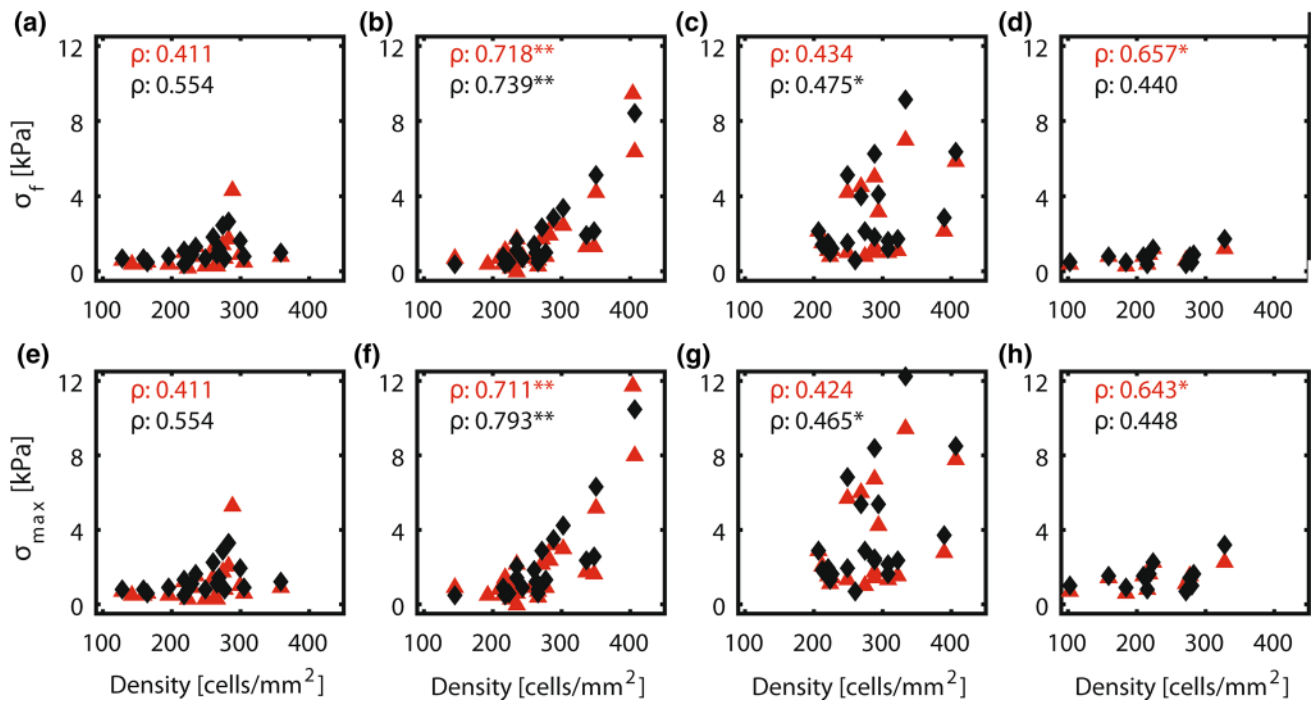 (a) (b) (c) (d)
12 12 12 12
ρ: 0.411 ρ: 0.718** ρ: 0.434 ρ: 0.657*
ρ: 0.554 ρ: 0.739** ρ: 0.475* ρ: 0.440
8 8 8 8
σf [kPa]
4 4 4 4
0 0 0 0
100 200 300 400 100 200 300 400 100 200 300 400 100 200 300 400
(e) (f) (g) (h)
12 12 12 12
ρ: 0.411 ρ: 0.711** ρ: 0.424 ρ: 0.643*
ρ: 0.554 ρ: 0.793** ρ: 0.465* ρ: 0.448
8 8 8 8
σmax [kPa]
4 4 4 4
0 0 0 0
100 200 300 400 100 200 300 400 100 200 300 400 100 200 300 400
Density [cells/mm²] Density [cells/mm²] Density [cells/mm²] Density [cells/mm²]